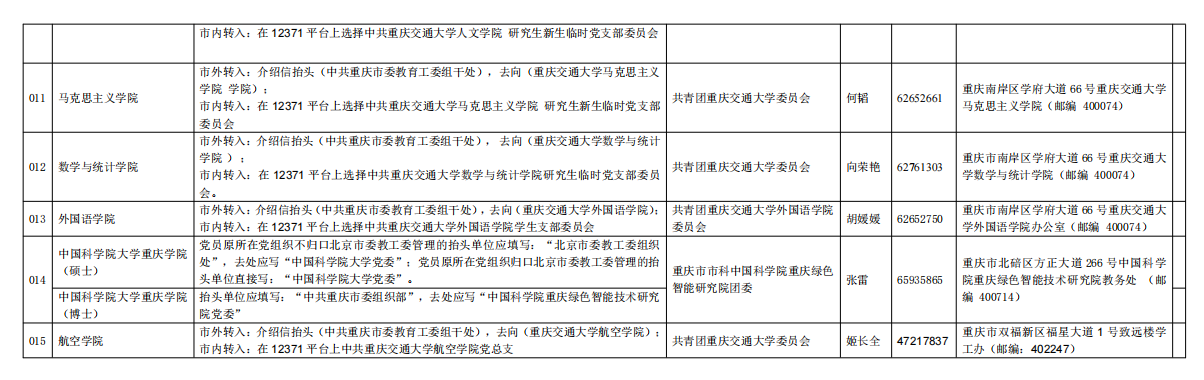 市内转入：在 12371 平台上选择中共重庆交通大学人文学院 研究生新生临时党支部委员会
011
马克思主义学院
市外转入：介绍信抬头（中共重庆市委教育工委组干处），去向（重庆交通大学马克思主义
学院 学院）；
市内转入：在 12371 平台上选择中共重庆交通大学马克思主义学院 研究生新生临时党支部
委员会
共青团重庆交通大学委员会
何韬
62652661
重庆南岸区学府大道 66 号重庆交通大学
马克思主义学院（邮编 400074）
012
数学与统计学院
市外转入：介绍信抬头（中共重庆市委教育工委组干处）， 去向（重庆交通大学数学与统计
学院 ）；
市内转入：在 12371 平台上选择中共重庆交通大学数学与统计学院研究生临时党支部委员
会。
共青团重庆交通大学委员会
向荣艳
62761303
重庆市南岸区学府大道 66 号重庆交通大
学数学与统计学院（邮编 400074）
013
外国语学院
市外转入：介绍信抬头（中共重庆市委教育工委组干处），去向（重庆交通大学外国语学院）；
市内转入：在 12371 平台上选择中共重庆交通大学外国语学院学生支部委员会
共青团重庆交通大学外国语学院
委员会
胡媛媛
62652750
重庆市南岸区学府大道 66 号重庆交通大
学外国语学院办公室（邮编 400074）
014
中国科学院大学重庆学院
（硕士）
党员原所在党组织不归口北京市委教工委管理的抬头单位应填写：“北京市委教工委组织
处”，去处应写“中国科学院大学党委”；党员原所在党组织归口北京市委教工委管理的抬
头单位直接写：“中国科学院大学党委”。
中国科学院大学重庆学院
（博士）
抬头单位应填写：“中共重庆市委组织部”，去处应写“中国科学院重庆绿色智能技术研究
院党委”
重庆市市科中国科学院重庆绿色
智能研究院团委
张雷
65935865
重庆市北碚区方正大道 266 号中国科学
院重庆绿色智能技术研究院教务处 （邮
编 400714）
015
航空学院
市外转入：介绍信抬头（中共重庆市委教育工委组干处），去向（重庆交通大学航空学院）；
市内转入：在 12371 平台上中共重庆交通大学航空学院党总支
共青团重庆交通大学委员会
姬长全
47217837
重庆市双福新区福星大道 1 号致远楼学
工办（邮编：402247）